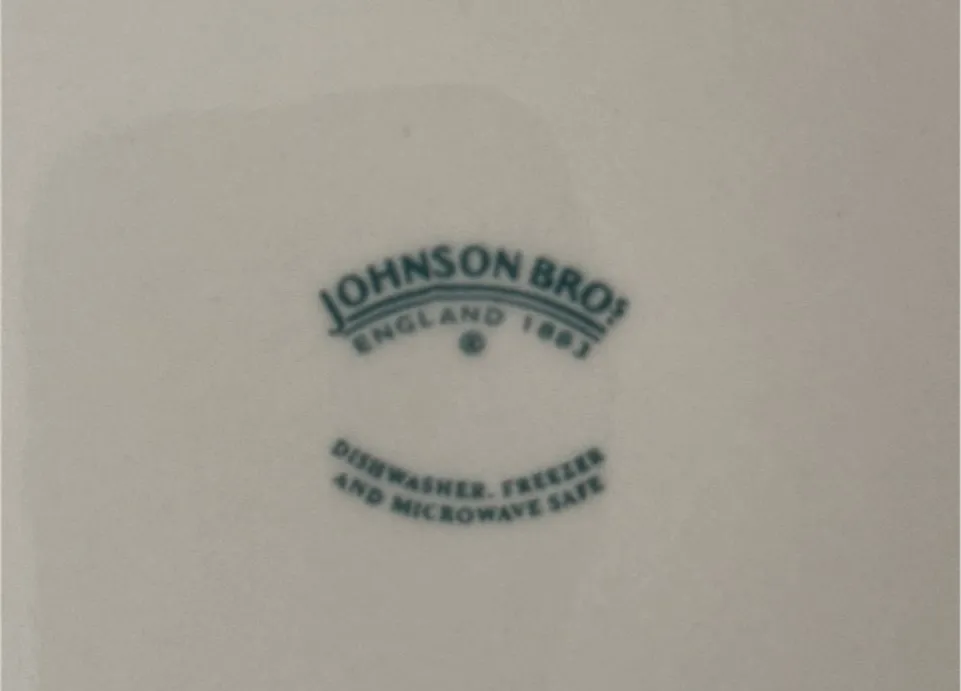 JOHNSON BROS
ENGLAND 1883
©
DISHWASHER, FREEZER
AND MICROWAVE SAFE